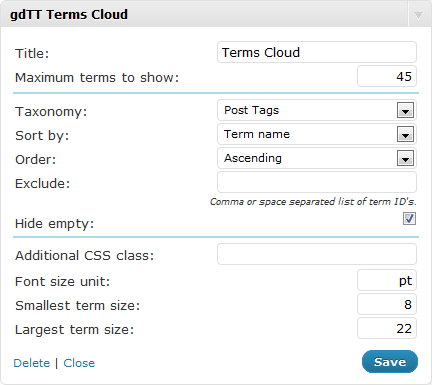 gdTT Terms Cloud
Title: Terms Cloud
Maximum terms to show: 45
Taxonomy: Post Tags
Sort by: Term name
Order: Ascending
Exclude:
Comma or space separated list of term ID's.
Hide empty:
Additional CSS class:
Font size unit: pt
Smallest term size: 8
Largest term size: 22
Delete | Close Save